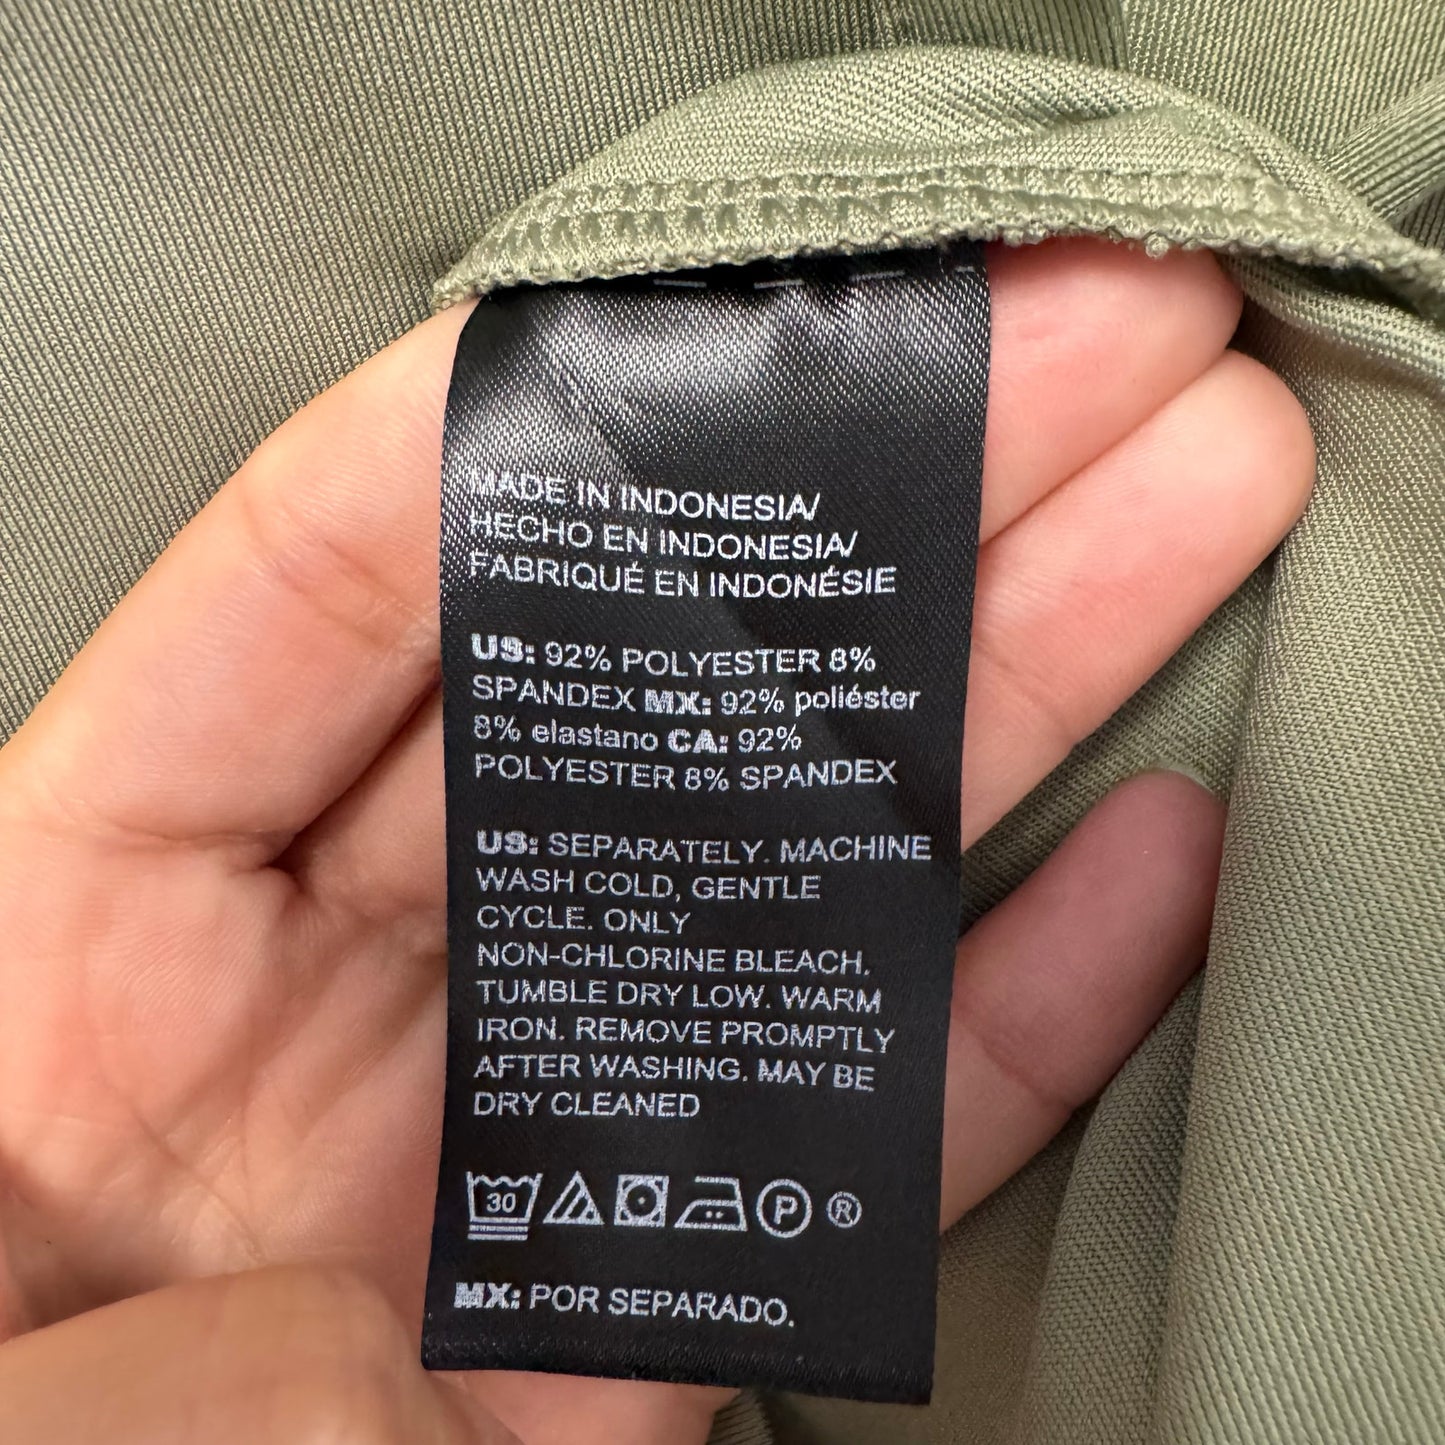 MADE IN INDONESIA/
HECHO EN INDONESIA/
FABRIQUÉ EN INDONÉSIE
US: 92% POLYESTER 8%
SPANDEX MX: 92% poliéster
8% elastano CA: 92%
POLYESTER 8% SPANDEX
US: SEPARATELY. MACHINE
WASH COLD, GENTLE
CYCLE. ONLY
NON-CHLORINE BLEACH.
TUMBLE DRY LOW. WARM
IRON. REMOVE PROMPTLY
AFTER WASHING. MAY BE
DRY CLEANED
30 P ®
MX: POR SEPARADO.